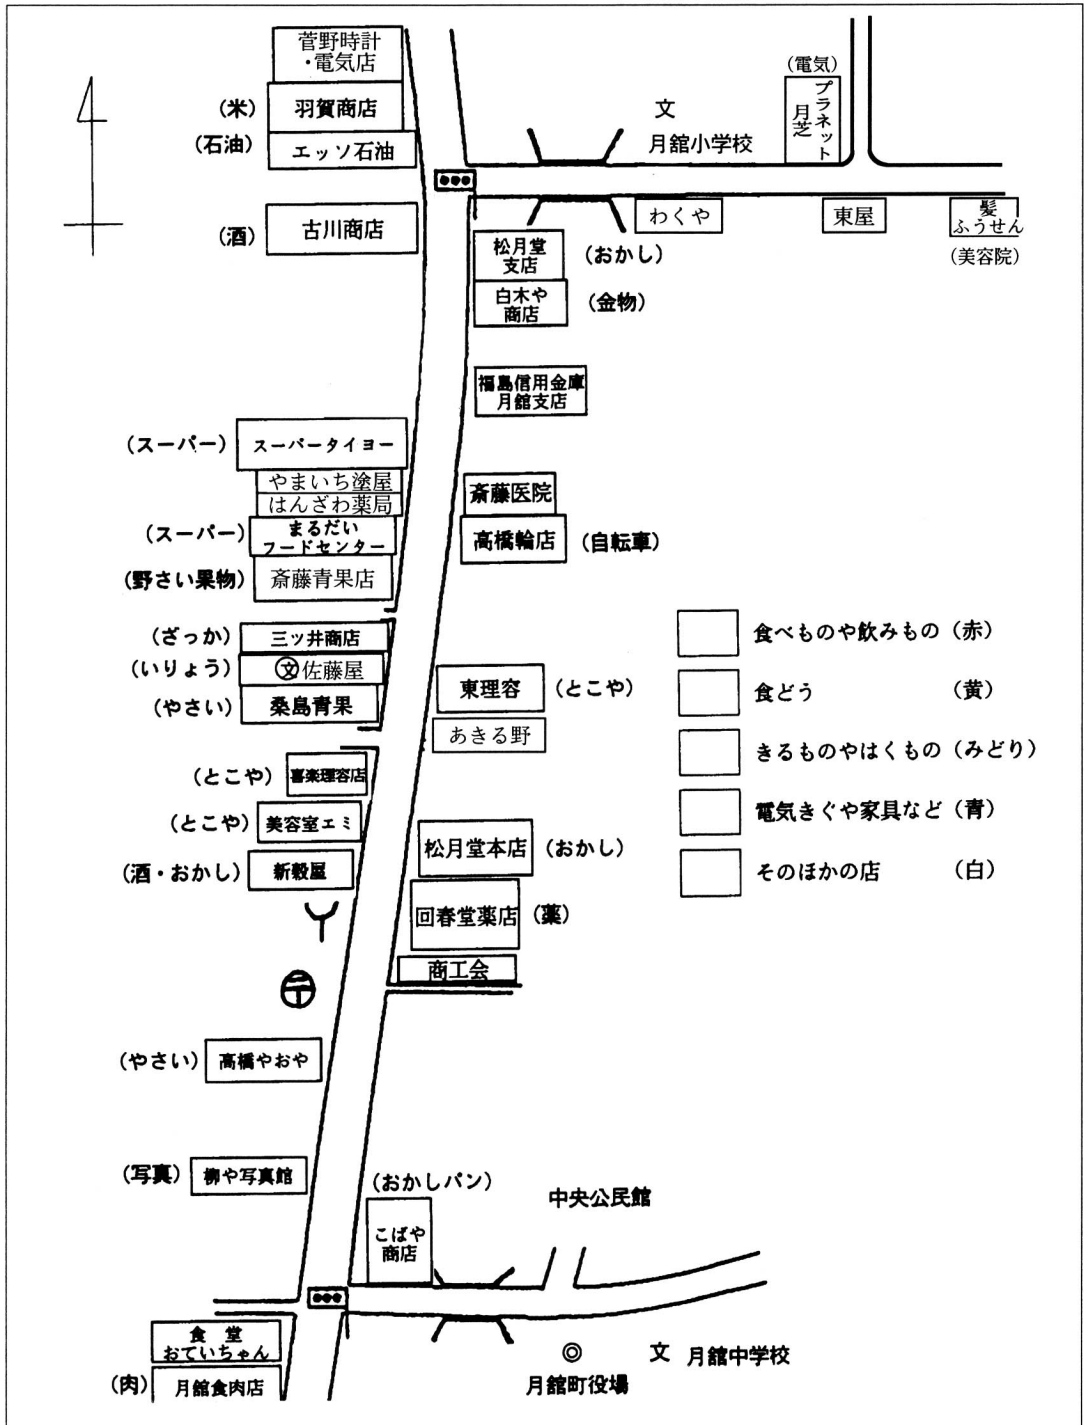 菅野時計
・電気店
(米)
羽賀商店
(石油)
エッソ石油
(酒)
古川商店
文
月舘小学校
(電気)
プラネット
月芝
わくや
東屋
髪
ふうせん
(美容院)
松月堂
支店
(おかし)
白木や
商店
(金物)
福島信用金庫
月舘支店
(スーパー)
スーパータイヨー
やまいち塗屋
はんざわ薬局
(スーパー)
まるだい
フードセンター
(野さい果物)
斎藤青果店
斎藤医院
高橋輪店
(自転車)
(ざっか)
三ッ井商店
(いりょう)
㊛佐藤屋
(やさい)
桑島青果
東理容
(とこや)
あきる野
食べものや飲みもの(赤)
食どう (黄)
きるものやはくもの(みどり)
電気きぐや家具など(青)
そのほかの店 (白)
(とこや)
喜楽理容店
(とこや)
美容室エミ
(酒・おかし)
新穀屋
松月堂本店
(おかし)
回春堂薬店
(薬)
商工会
(やさい)
高橋やおや
(写真)
柳や写真館
(おかしパン)
こばや
商店
中央公民館
食 堂
おていちゃん
(肉)
月舘食肉店
◎
月舘町役場
文 月舘中学校